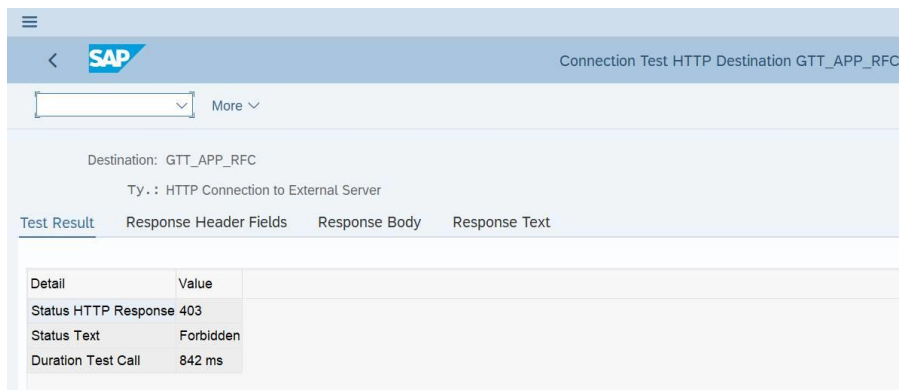 SAP
Connection Test HTTP Destination GTT_APP_RFC
More
Destination: GTT_APP_RFC
Ty.: HTTP Connection to External Server
Test Result Response Header Fields Response Body Response Text
Detail Value
Status HTTP Response 403
Status Text Forbidden
Duration Test Call 842 ms